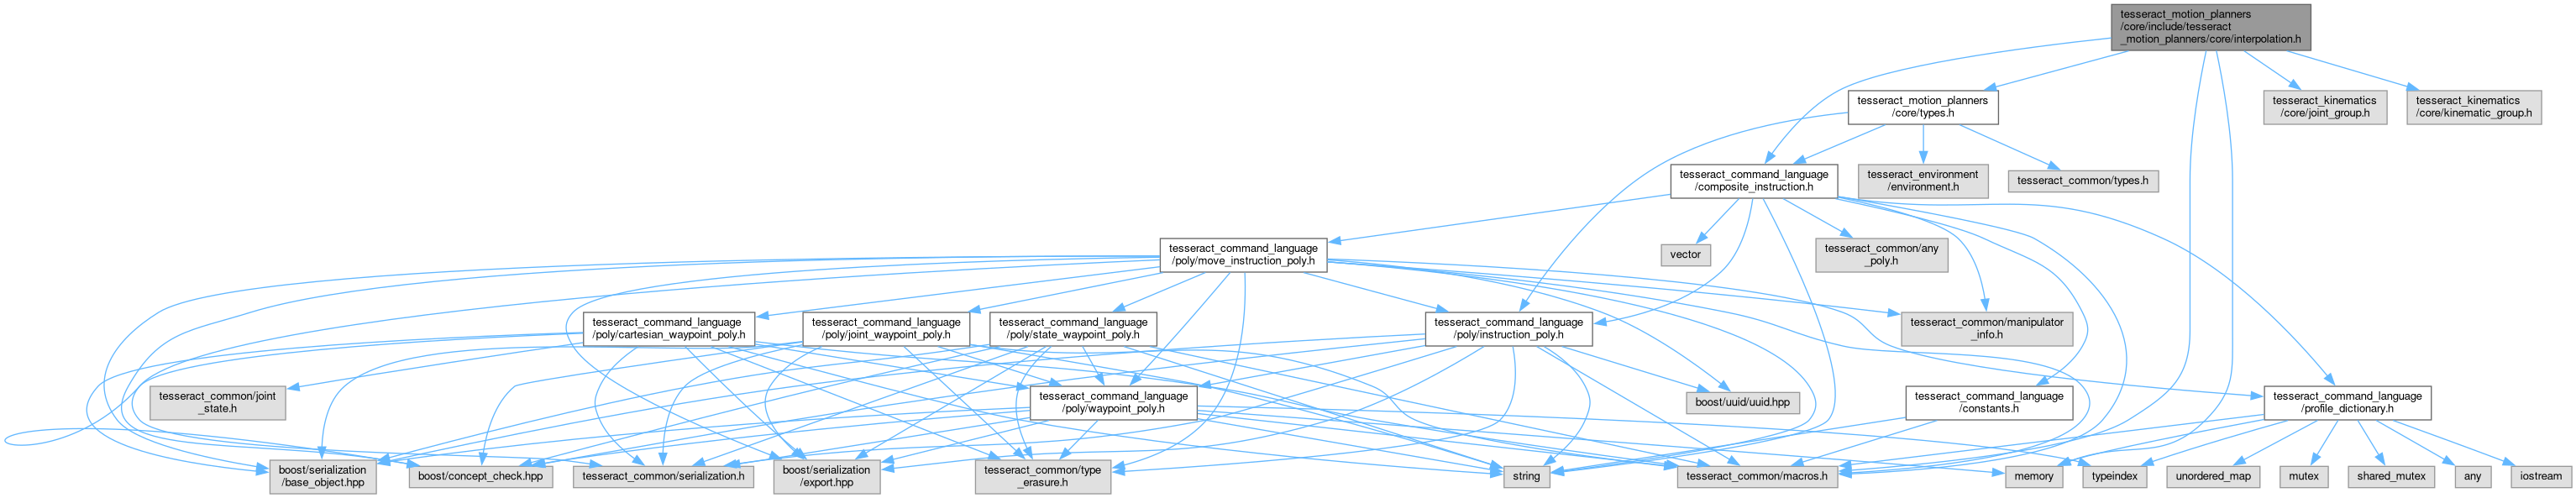 tesseract_motion_planners
/core/include/tesseract
_motion_planners/core/interpolation.h
tesseract_motion_planners
/core/types.h
tesseract_kinematics
/core/joint_group.h
tesseract_kinematics
/core/kinematic_group.h
tesseract_command_language
/composite_instruction.h
tesseract_environment
/environment.h
tesseract_common/types.h
tesseract_command_language
/poly/move_instruction_poly.h
vector
tesseract_common/any
_poly.h
tesseract_command_language
/poly/cartesian_waypoint_poly.h
tesseract_command_language
/poly/joint_waypoint_poly.h
tesseract_command_language
/poly/state_waypoint_poly.h
tesseract_command_language
/poly/instruction_poly.h
tesseract_common/manipulator
_info.h
tesseract_common/joint
_state.h
tesseract_command_language
/poly/waypoint_poly.h
boost/uuid/uuid.hpp
tesseract_command_language
/constants.h
tesseract_command_language
/profile_dictionary.h
boost/serialization
/base_object.hpp
boost/concept_check.hpp
tesseract_common/serialization.h
boost/serialization
/export.hpp
tesseract_common/type
_erasure.h
string
tesseract_common/macros.h
memory
typeindex
unordered_map
mutex
shared_mutex
any
iostream